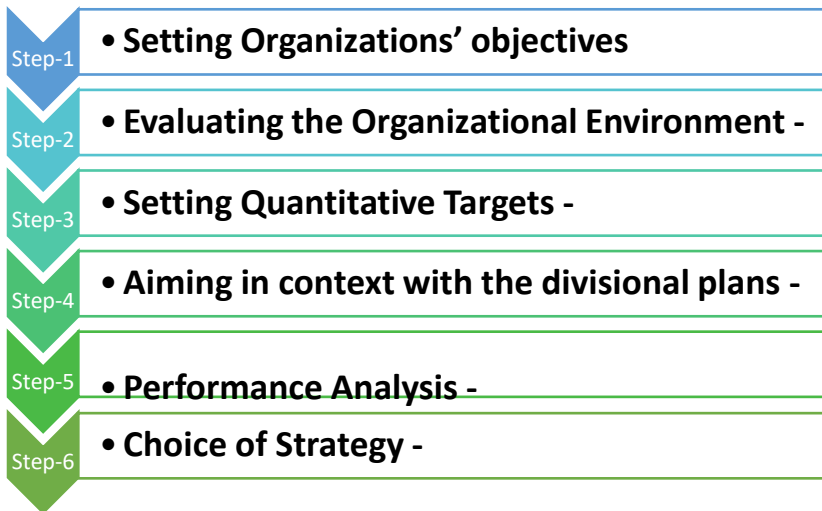 Step-1
• Setting Organizations’ objectives
Step-2
• Evaluating the Organizational Environment -
Step-3
• Setting Quantitative Targets -
Step-4
• Aiming in context with the divisional plans -
Step-5
• Performance Analysis -
Step-6
• Choice of Strategy -